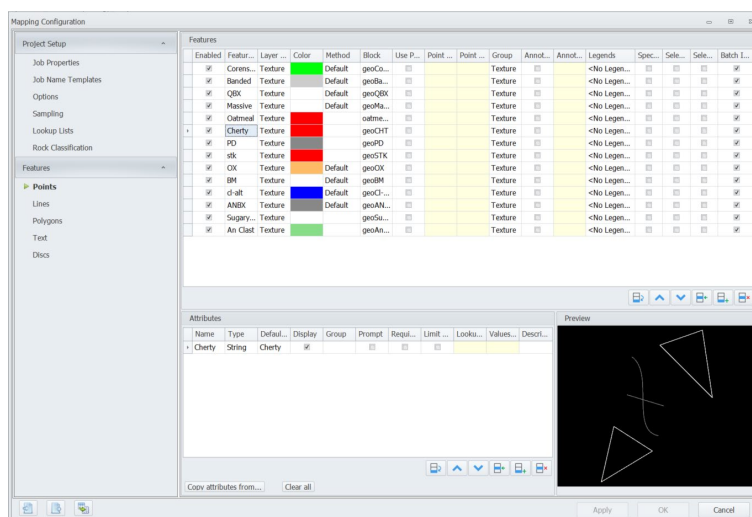 Mapping Configuration
Project Setup
Job Properties
Job Name Templates
Options
Sampling
Lookup Lists
Rock Classification
Features
Points
Lines
Polygons
Text
Discs
Features
Enabled Featur... Layer ... Color Method Block Use P... Point ... Point ... Group Annot... Annot... Legends Spec... Sele... Sele... Batch I...
Corens... Texture Default geoCo... Texture <No Legen...
Banded Texture Default geoBa... Texture <No Legen...
QBX Texture Default geoQBX Texture <No Legen...
Massive Texture Default geoMa... Texture <No Legen...
Oatmeal Texture oatme... Texture <No Legen...
Cherty Texture geoCHT Texture <No Legen...
PD Texture geoPD Texture <No Legen...
stk Texture geoSTK Texture <No Legen...
OX Texture Default geoOX Texture <No Legen...
BM Texture Default geoBM Texture <No Legen...
cl-alt Texture Default geoCl-... Texture <No Legen...
ANBX Texture Default geoAN... Texture <No Legen...
Sugary... Texture geoSu... Texture <No Legen...
An Clast Texture geoAn... Texture <No Legen...
Attributes
Name Type Defaul... Display Group Prompt Requi... Limit ... Looku... Values... Descri...
Cherty String Cherty
Preview
Copy attributes from... Clear all
Apply OK Cancel